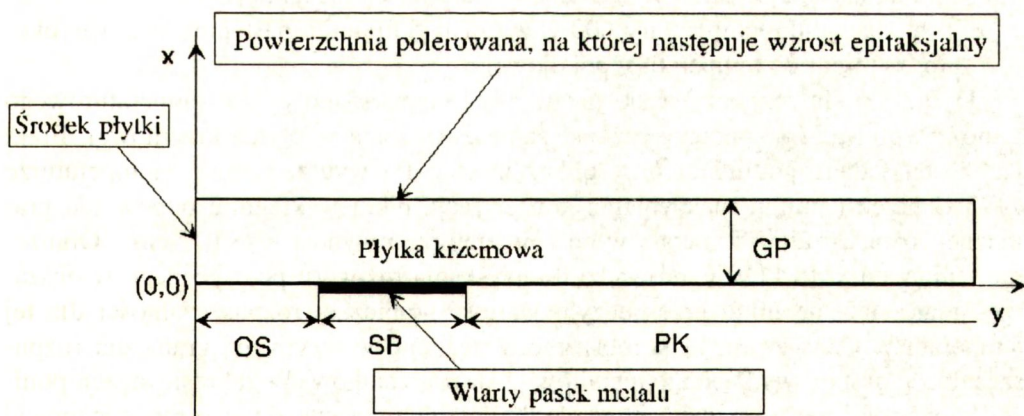 x
Powierzchnia polerowana, na której następuje wzrost epitaksjalny
Środek płytki
Płytka krzemowa
GP
(0,0)
y
OS
SP
PK
Wtarty pasek metalu